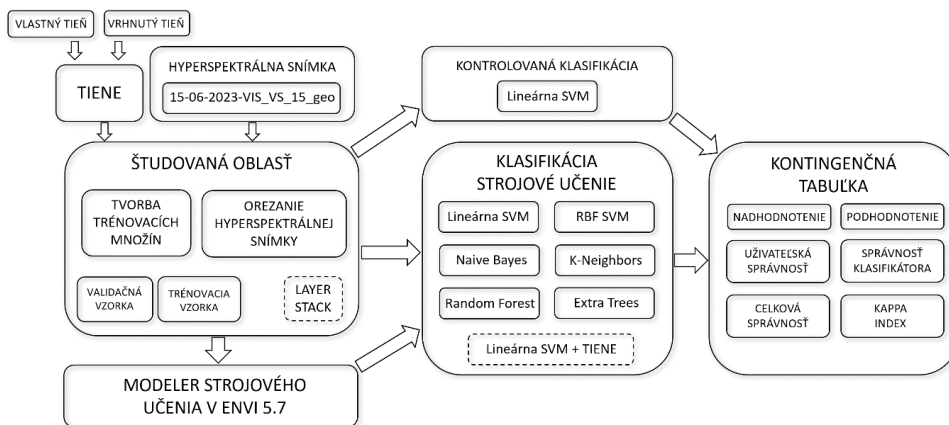 VLASTNÝ TIEŇ
VRHNUTÝ TIEŇ
TIENE
HYPERSPEKTRÁLNA SNÍMKA
15-06-2023-VIS_VS_15_geo
KONTROLOVANÁ KLASIFIKÁCIA
Lineárna SVM
ŠTUDOVANÁ OBLASŤ
TVORBA
TRÉNOVACÍCH
MNOŽÍN
OREZANIE
HYPERSPEKTRÁLNEJ
SNÍMKY
VALIDAČNÁ
VZORKA
TRÉNOVACIA
VZORKA
LAYER
STACK
MODELER STROJOVÉHO
UČENIA V ENVI 5.7
KLASIFIKÁCIA
STROJOVÉ UČENIE
Lineárna SVM
RBF SVM
Naive Bayes
K-Neighbors
Random Forest
Extra Trees
Lineárna SVM + TIENE
KONTINGENČNÁ
TABUĽKA
NADHODNOTENIE
PODHODNOTENIE
UŽIVATEĽSKÁ
SPRÁVNOSŤ
SPRÁVNOSŤ
KLASIFIKÁTORA
CELKOVÁ
SPRÁVNOSŤ
KAPPA
INDEX